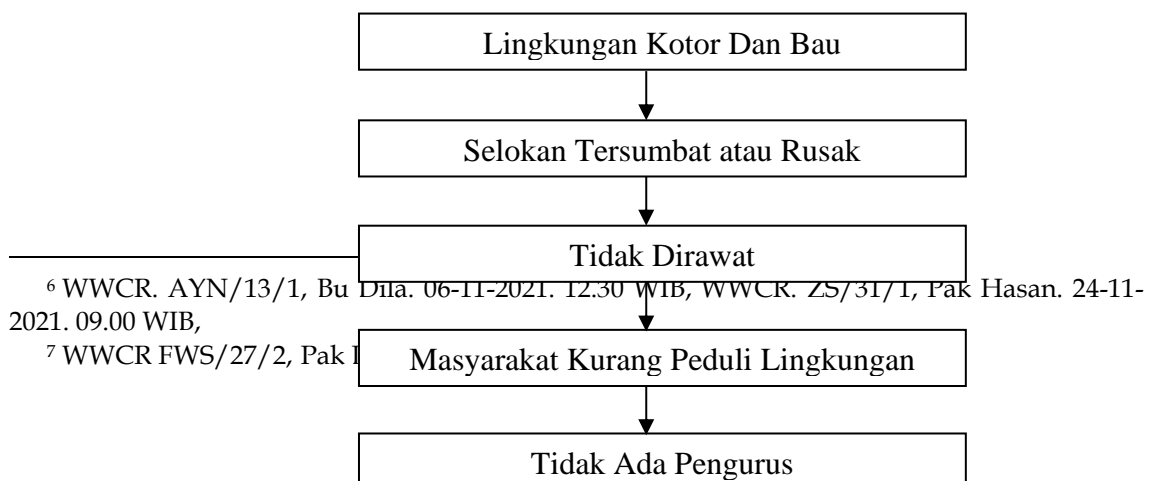 Lingkungan Kotor Dan Bau
Selokan Tersumbat atau Rusak
Tidak Dirawat
⁶ WWCR. AYN/13/1, Bu Dila. 06-11-2021. 12.30 WIB, WWCR. ZS/31/1, Pak Hasan. 24-11-
2021. 09.00 WIB,
⁷ WWCR FWS/27/2, Pak
Masyarakat Kurang Peduli Lingkungan
Tidak Ada Pengurus